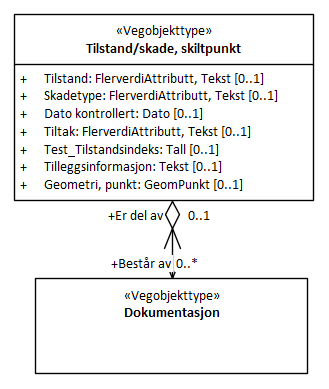 «Vegobjekttype»
Tilstand/skade, skiltpunkt
+ Tilstand: FlerverdiAttributt, Tekst [0..1]
+ Skadetype: FlerverdiAttributt, Tekst [0..1]
+ Dato kontrollert: Dato [0..1]
+ Tiltak: FlerverdiAttributt, Tekst [0..1]
+ Test_Tilstandsindeks: Tall [0..1]
+ Tilleggsinformasjon: Tekst [0..1]
+ Geometri, punkt: GeomPunkt [0..1]
+Er del av 0..1
+Består av 0..*
«Vegobjekttype»
Dokumentasjon